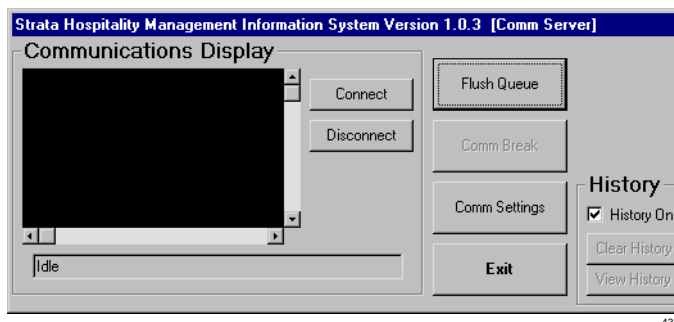 Strata Hospitality Management Information System Version 1.0.3 [Comm Server]
Communications Display
Connect
Disconnect
Idle
Flush Queue
Comm Break
Comm Settings
Exit
History
History On
Clear History
View History